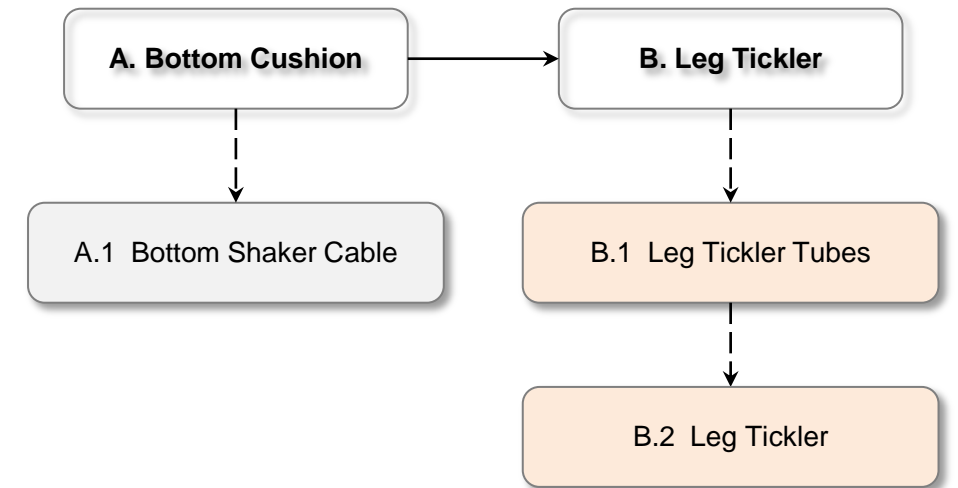 A. Bottom Cushion
B. Leg Tickler
A.1 Bottom Shaker Cable
B.1 Leg Tickler Tubes
B.2 Leg Tickler